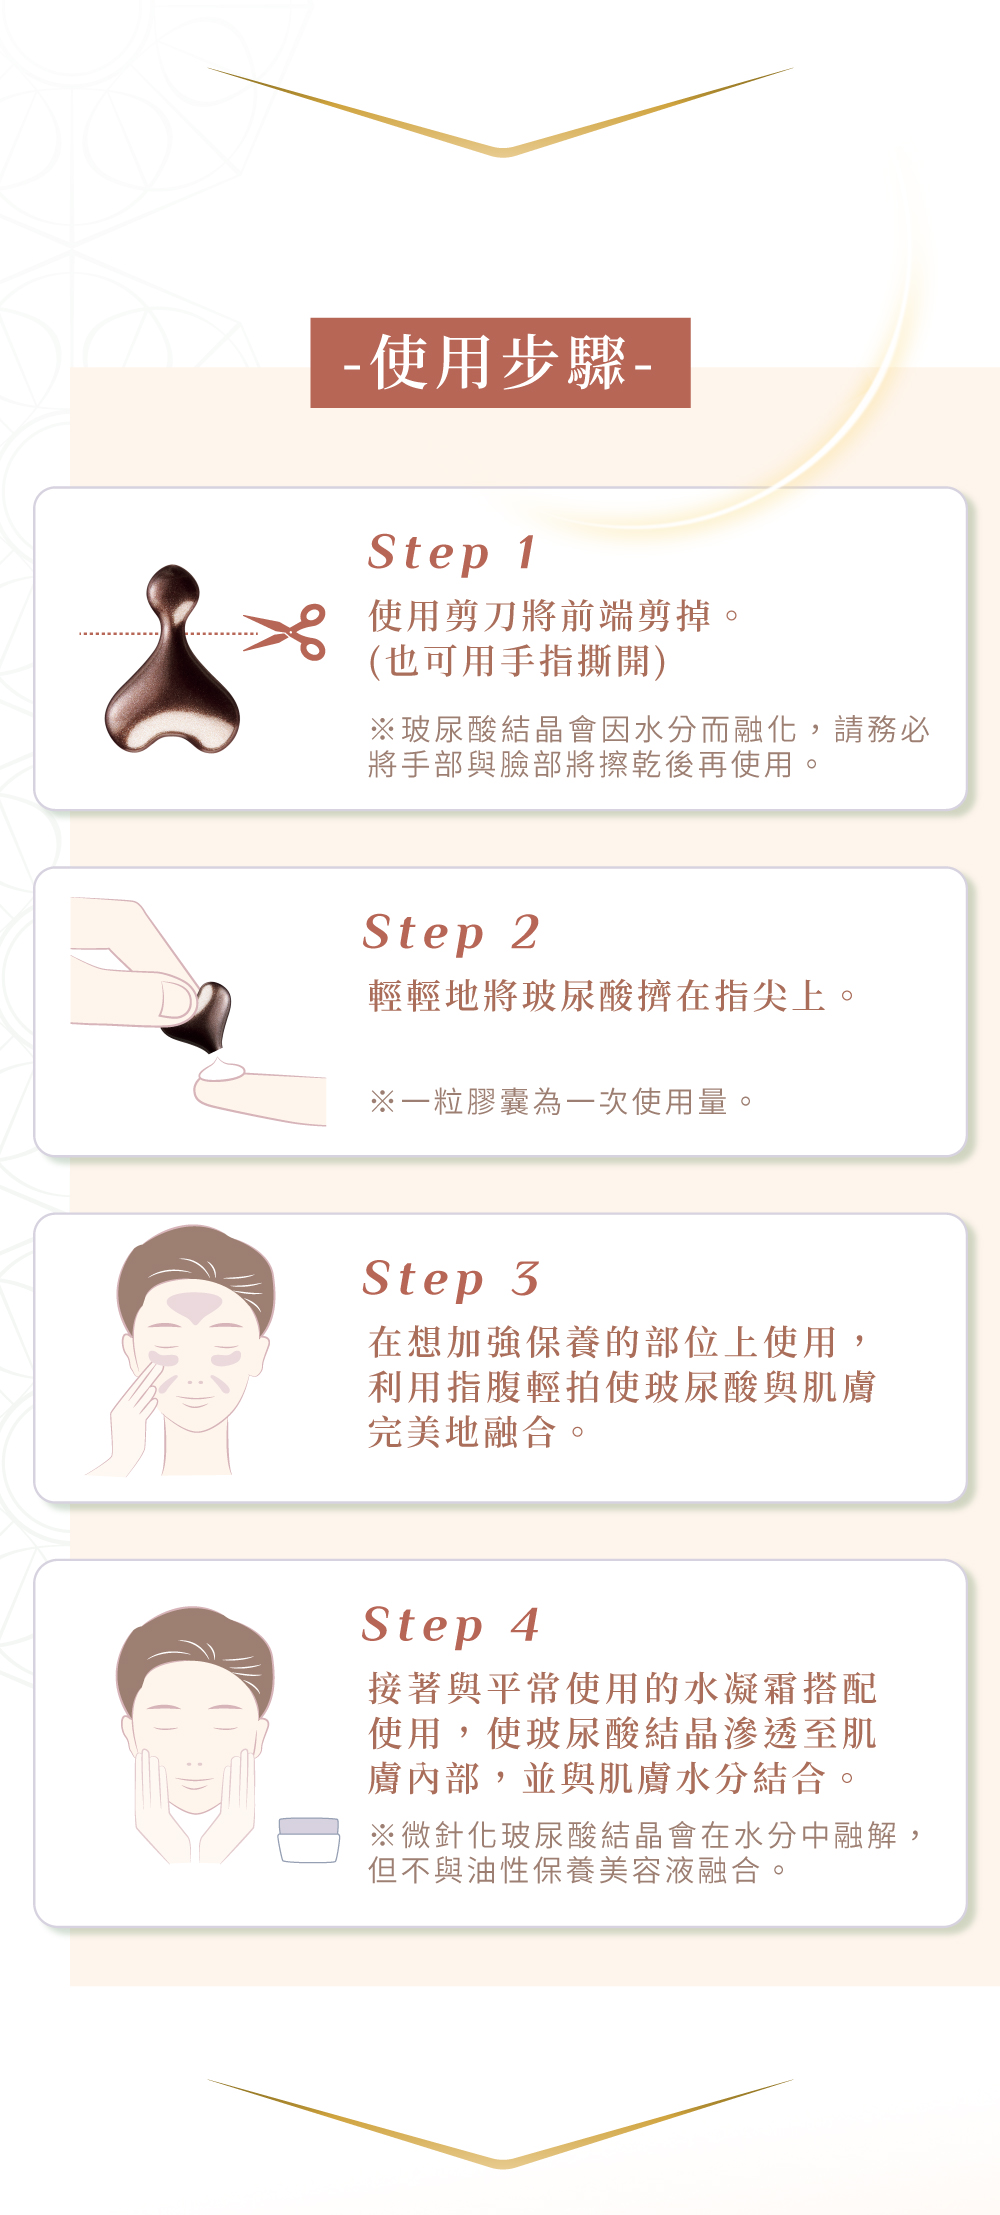 -使用步驟-
Step 1
使用剪刀將前端剪掉。
(也可用手指撕開)
※玻尿酸結晶會因水分而融化，請務必
將手部與臉部將擦乾後再使用。
Step 2
輕輕地將玻尿酸擠在指尖上。
※一粒膠囊為一次使用量。
Step 3
在想加強保養的部位上使用，
利用指腹輕拍使玻尿酸與肌膚
完美地融合。
Step 4
接著與平常使用的水凝霜搭配
使用，使玻尿酸結晶滲透至肌
膚內部，並與肌膚水分結合。
※微針化玻尿酸結晶會在水分中融解，
但不與油性保養美容液融合。